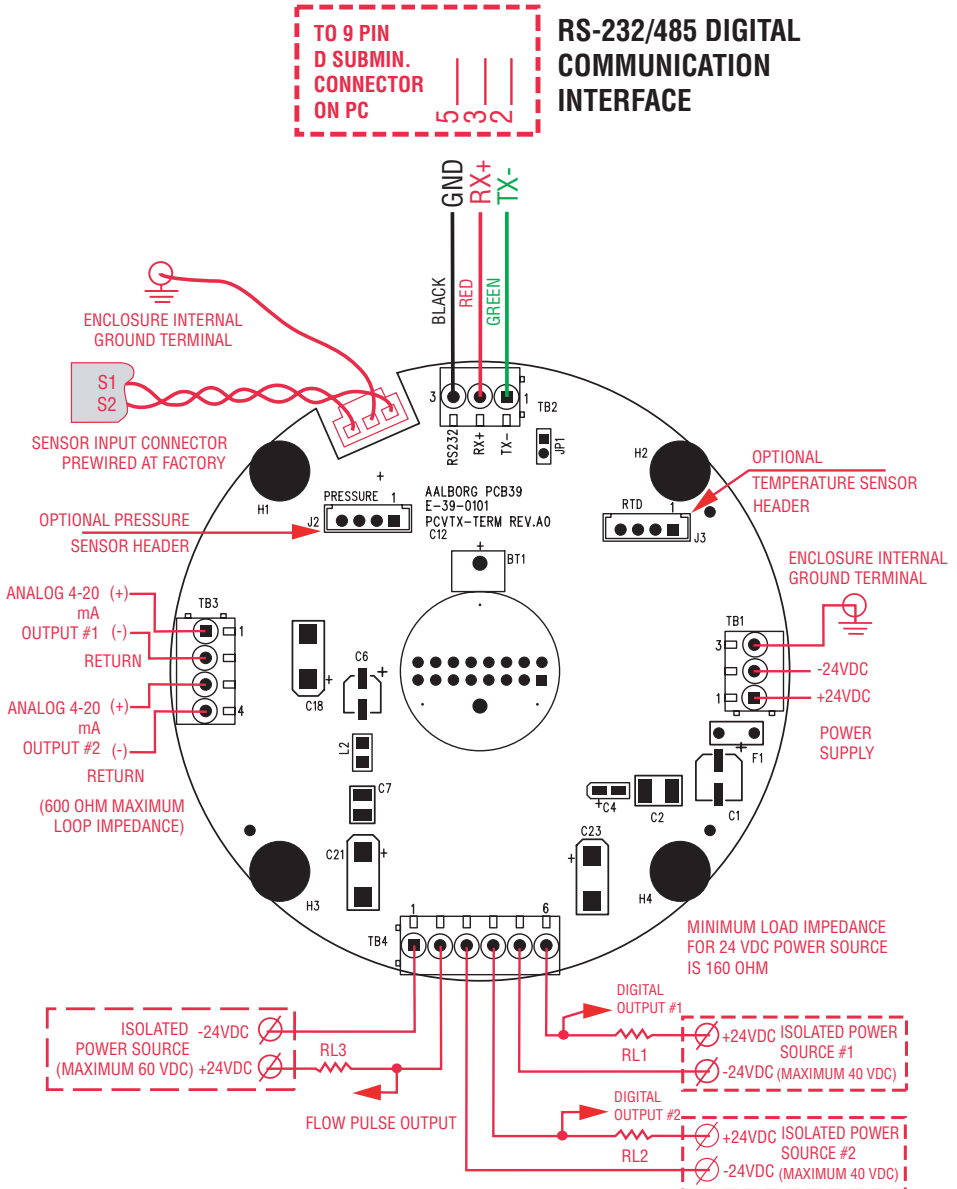 TO 9 PIN
D SUBMIN.
CONNECTOR
ON PC
5
3
2
RS-232/485 DIGITAL
COMMUNICATION
INTERFACE
GND
RX+
TX-
BLACK
RED
GREEN
ENCLOSURE INTERNAL
GROUND TERMINAL
S1
S2
SENSOR INPUT CONNECTOR
PREWIRED AT FACTORY
3
1
TB2
RS232
RX+
TX-
JP1
H1
H2
OPTIONAL
TEMPERATURE SENSOR
HEADER
PRESSURE 1
+
J2
AALBORG PCB39
E-39-0101
PCVTX-TERM REV.A0
C12
RTD 1
J3
OPTIONAL PRESSURE
SENSOR HEADER
+
BT1
ENCLOSURE INTERNAL
GROUND TERMINAL
ANALOG 4-20 (+)
mA
OUTPUT #1 (-)
RETURN
ANALOG 4-20 (+)
mA
OUTPUT #2 (-)
RETURN
(600 OHM MAXIMUM
LOOP IMPEDANCE)
TB3
1
4
TB1
3
1
-24VDC
+24VDC
POWER
SUPPLY
C18
+
C6
+
L2
C7
C21
+
F1
+
C1
C2
+
C4
C23
+
H3
H4
MINIMUM LOAD IMPEDANCE
FOR 24 VDC POWER SOURCE
IS 160 OHM
TB4
1
6
ISOLATED
POWER SOURCE
(MAXIMUM 60 VDC)
-24VDC
+24VDC
RL3
FLOW PULSE OUTPUT
DIGITAL
OUTPUT #1
RL1
+24VDC
-24VDC
ISOLATED POWER
SOURCE #1
(MAXIMUM 40 VDC)
DIGITAL
OUTPUT #2
RL2
+24VDC
-24VDC
ISOLATED POWER
SOURCE #2
(MAXIMUM 40 VDC)